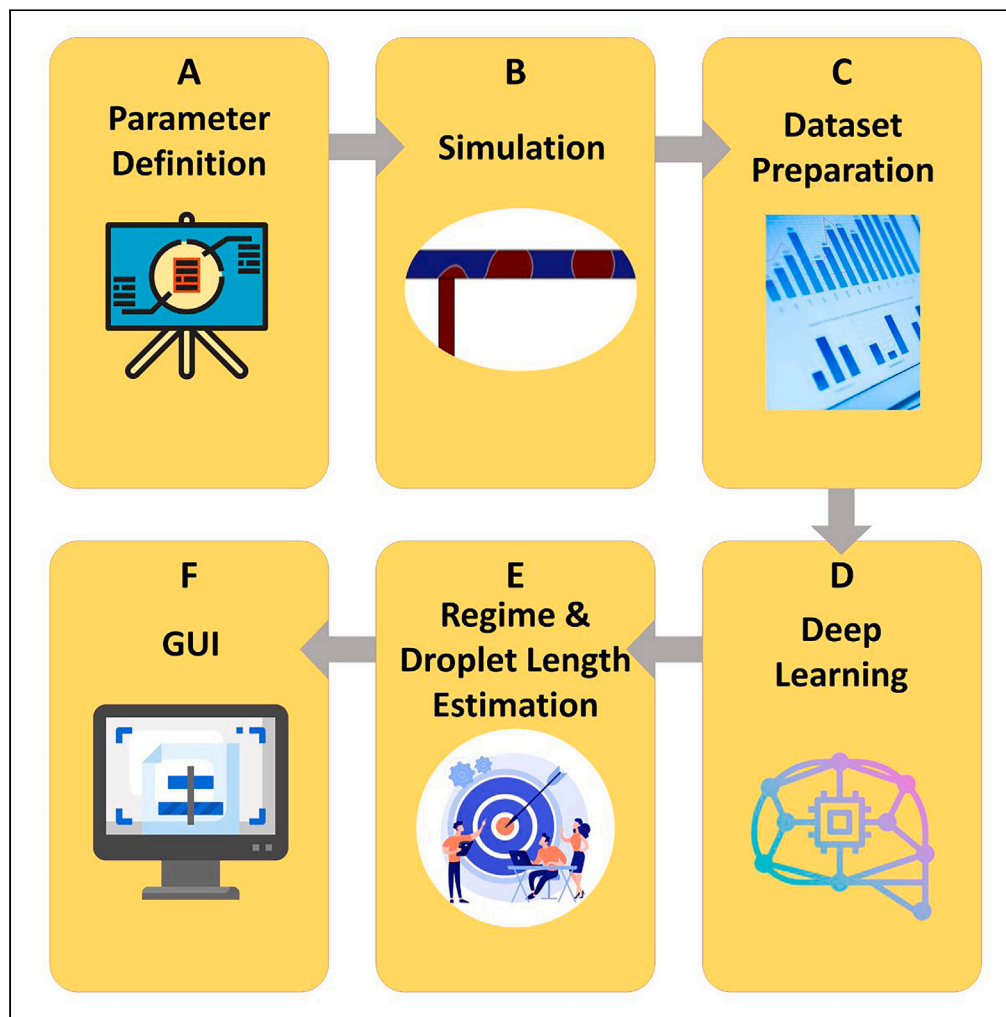 A
Parameter
Definition
B
Simulation
C
Dataset
Preparation
D
Deep
Learning
E
Regime &
Droplet Length
Estimation
F
GUI